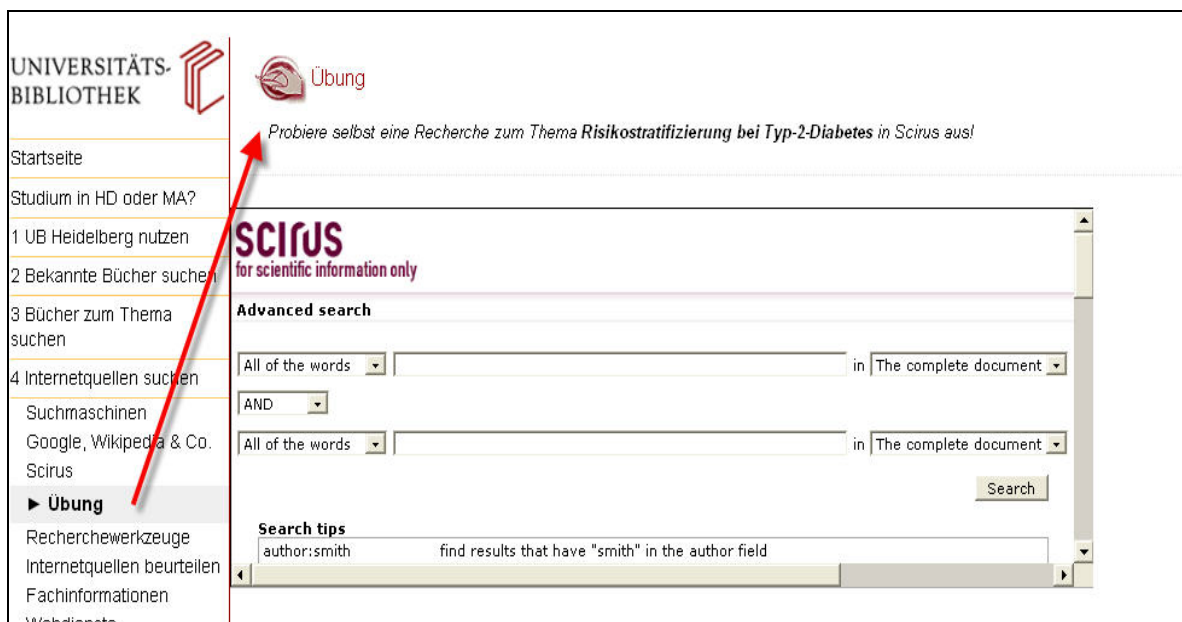 UNIVERSITÄTS-
BIBLIOTHEK
Startseite
Studium in HD oder MA?
1 UB Heidelberg nutzen
2 Bekannte Bücher suchen
3 Bücher zum Thema
suchen
4 Internetquellen suchen
Suchmaschinen
Google, Wikipedia & Co.
Scirus
► Übung
Recherchewerkzeuge
Internetquellen beurteilen
Fachinformationen
Webdienste
Übung
Probiere selbst eine Recherche zum Thema Risikostratifizierung bei Typ-2-Diabetes in Scirus aus!
SCIRUS
for scientific information only
Advanced search
All of the words in The complete document
AND
All of the words in The complete document
Search
Search tips
author:smith find results that have "smith" in the author field